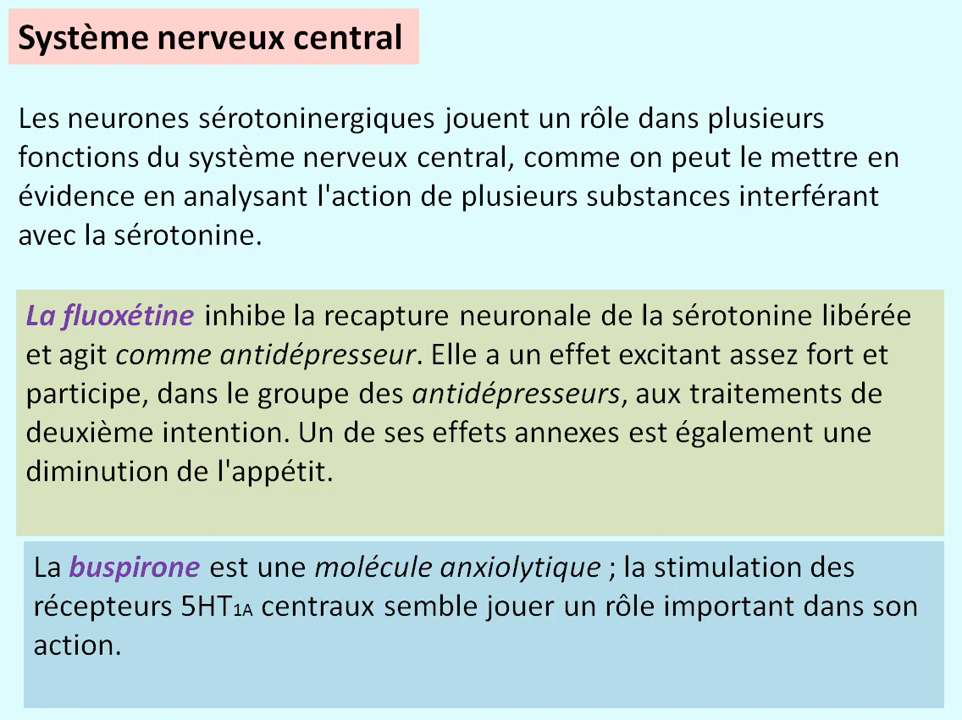 Système nerveux central
Les neurones sérotoninergiques jouent un rôle dans plusieurs
fonctions du système nerveux central, comme on peut le mettre en
évidence en analysant l'action de plusieurs substances interférant
avec la sérotonine.
La fluoxétine inhibe la recapture neuronale de la sérotonine libérée
et agit comme antidépresseur. Elle a un effet excitant assez fort et
participe, dans le groupe des antidépresseurs, aux traitements de
deuxième intention. Un de ses effets annexes est également une
diminution de l'appétit.
La buspirone est une molécule anxiolytique ; la stimulation des
récepteurs 5HT1A centraux semble jouer un rôle important dans son
action.